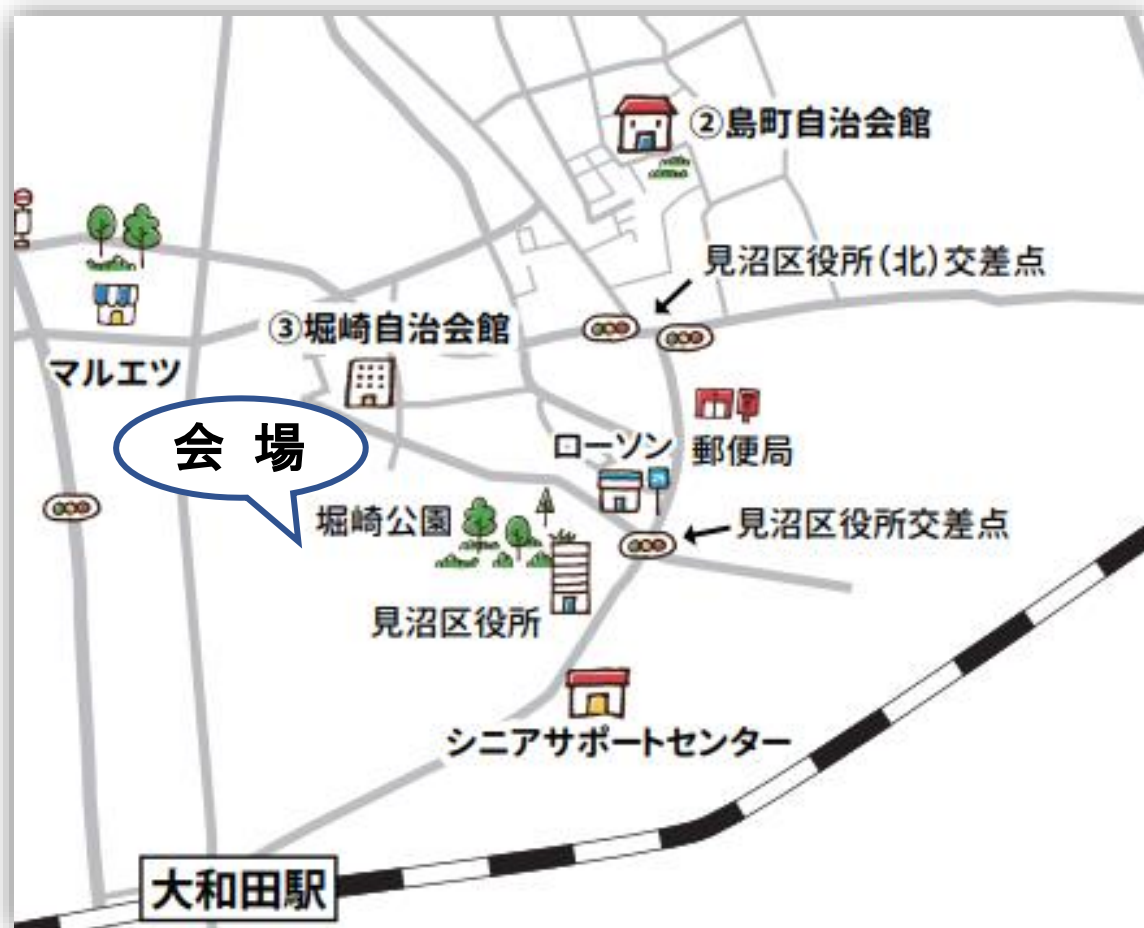 ②島町自治会館
見沼区役所(北)交差点
③堀崎自治会館
マルエツ
会 場
ローソン
郵便局
堀崎公園
見沼区役所交差点
見沼区役所
シニアサポートセンター
大和田駅